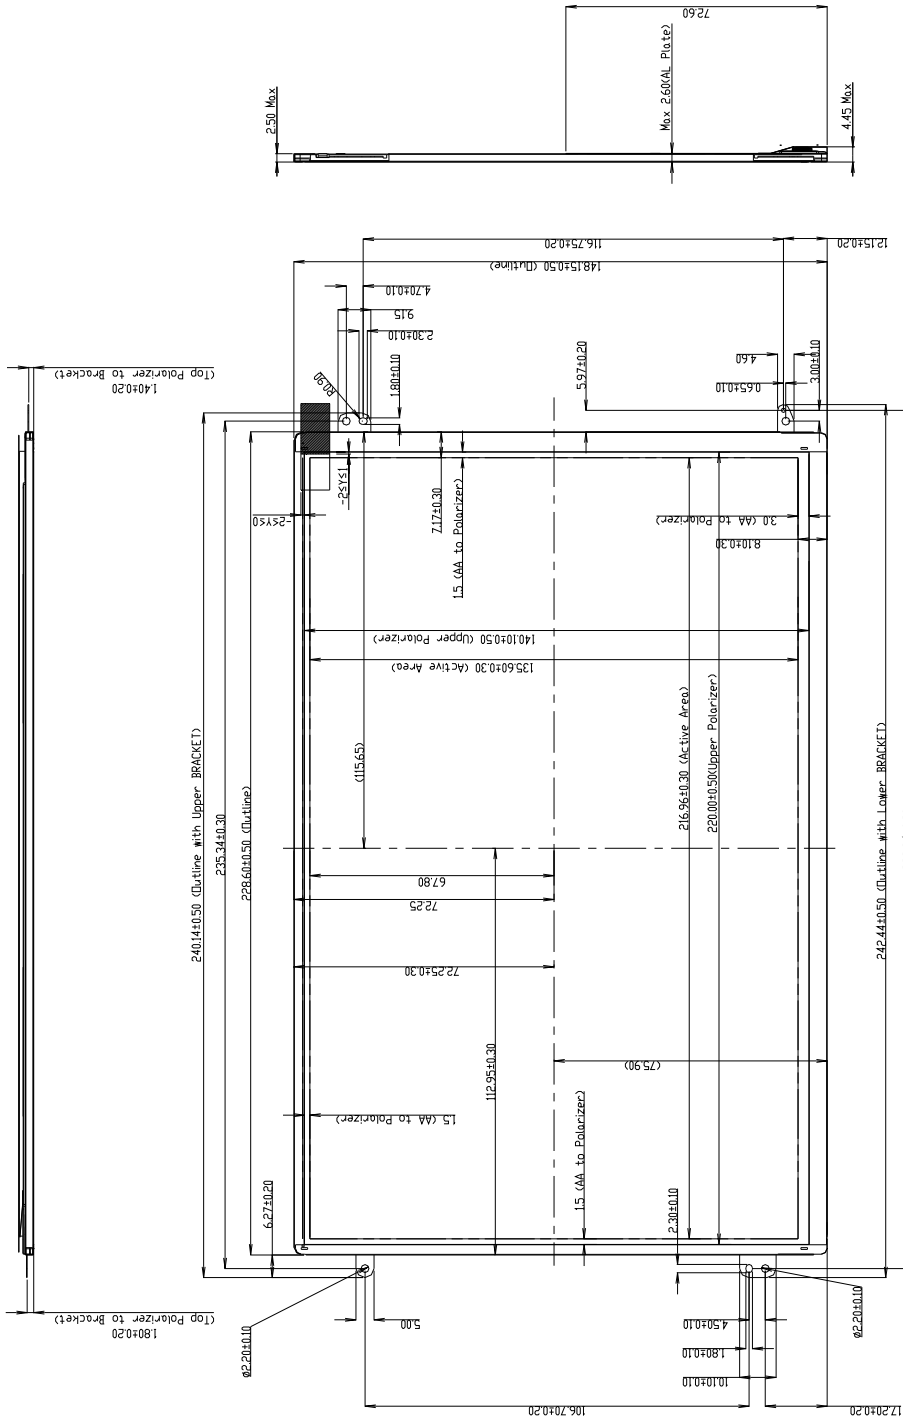 72.60
2.50 Max
Max 2.60(AL Plate)
4.45 Max
116.75±0.20
12.15±0.20
148.15±0.50 (Outline)
4.70±0.10
9.15
2.30±0.10
1.80±0.10
R0.90
5.97±0.20
4.60
0.65±0.10
3.00±0.10
(Top Polarizer to Bracket)
1.40±0.20
-2≤Y≤1
-2≤Y≤0
7.17±0.30
1.5 (AA to Polarizer)
3.0 (AA to Polarizer)
8.10±0.30
140.10±0.50 (Upper Polarizer)
135.60±0.30 (Active Area)
240.14±0.50 (Outline with Upper BRACKET)
235.34±0.30
228.60±0.50 (Outline)
(115.65)
216.96±0.30 (Active Area)
220.00±0.50(Upper Polarizer)
242.44±0.50 (Outline with Lower BRACKET)
67.80
72.25
72.25±0.30
112.95±0.30
(75.90)
1.5 (AA to Polarizer)
1.5 (AA to Polarizer)
6.27±0.20
2.30±0.10
(Top Polarizer to Bracket)
1.80±0.20
ø2.20±0.10
5.00
4.50±0.10
1.80±0.10
10.10±0.10
ø2.20±0.10
106.70±0.20
17.20±0.20